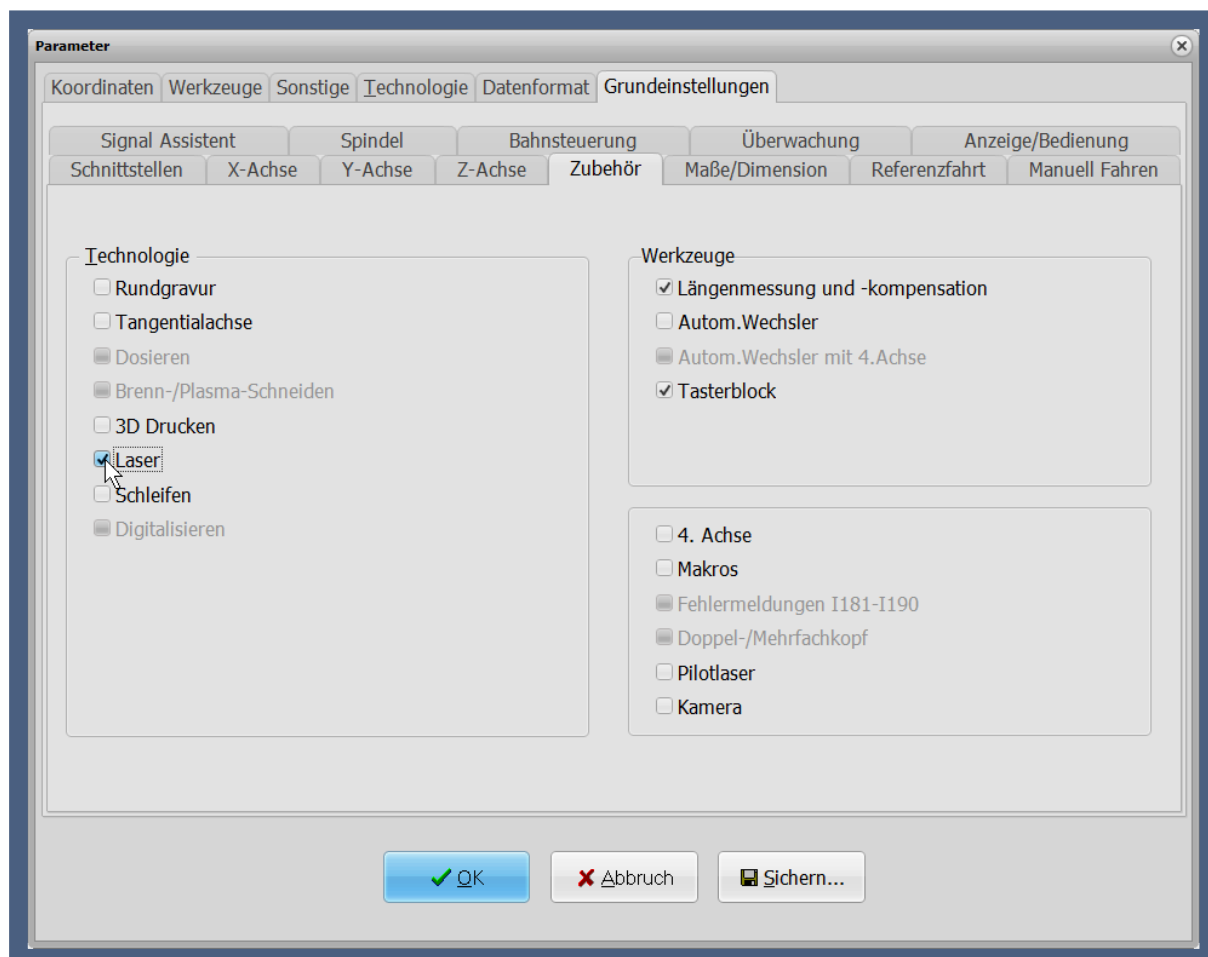 Parameter
Koordinaten Werkzeuge Sonstige Technologie Datenformat Grundeinstellungen
Signal Assistent Spindel Bahnsteuerung Überwachung Anzeige/Bedienung
Schnittstellen X-Achse Y-Achse Z-Achse Zubehör Maße/Dimension Referenzfahrt Manuell Fahren
Technologie
Rundgravur
Tangentialachse
Dosieren
Brenn-/Plasma-Schneiden
3D Drucken
Laser
Schleifen
Digitalisieren
Werkzeuge
Längenmessung und -kompensation
Autom.Wechsler
Autom.Wechsler mit 4.Achse
Tasterblock
4. Achse
Makros
Fehlermeldungen I181-I190
Doppel-/Mehrfachkopf
Pilotlaser
Kamera
OK Abbruch Sichern...